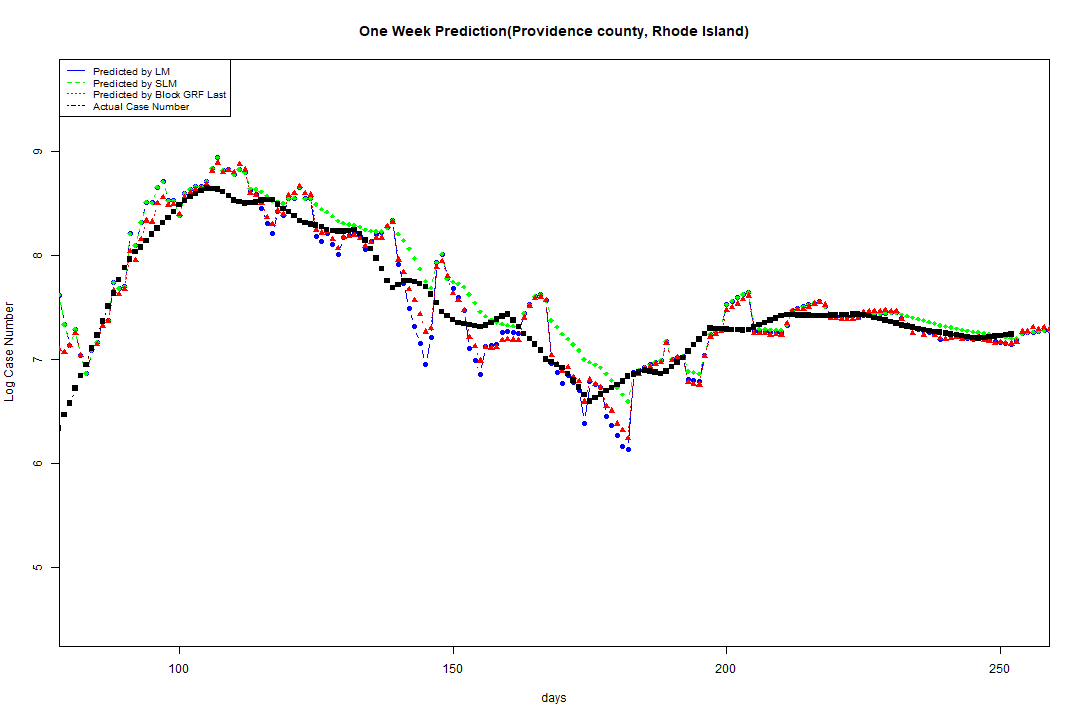 One Week Prediction(Providence county, Rhode Island)
Predicted by LM
Predicted by SLM
Predicted by Block GRF Last
Actual Case Number
9
8
7
6
5
Log Case Number
100 150 200 250
days